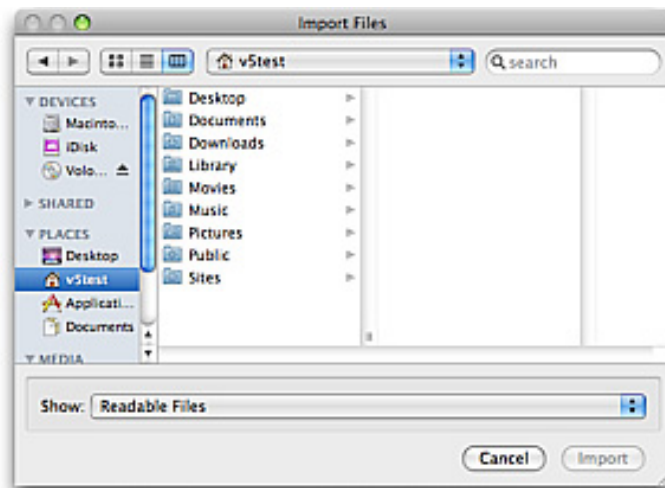 Import Files
v5test
search
DEVICES
Macinto...
iDisk
Volo...
SHARED
PLACES
Desktop
v5test
Applicati...
Documents
MEDIA
Desktop
Documents
Downloads
Library
Movies
Music
Pictures
Public
Sites
Show: Readable Files
Cancel Import